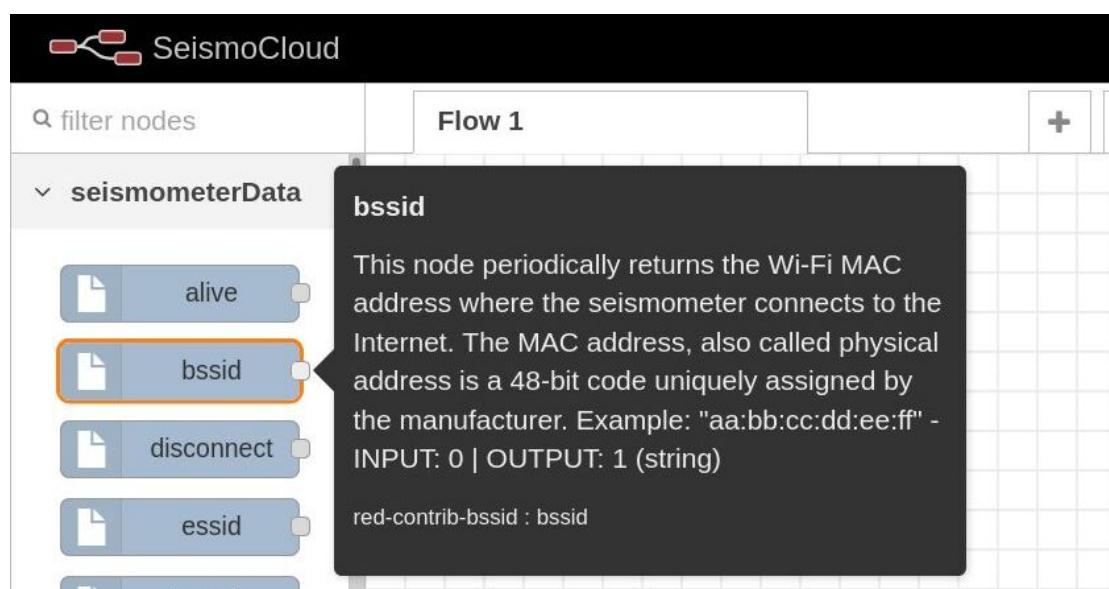 SeismoCloud
filter nodes
Flow 1
+
seismometerData
alive
bssid
disconnect
essid
bssid
This node periodically returns the Wi-Fi MAC
address where the seismometer connects to the
Internet. The MAC address, also called physical
address is a 48-bit code uniquely assigned by
the manufacturer. Example: "aa:bb:cc:dd:ee:ff" -
INPUT: 0 | OUTPUT: 1 (string)
red-contrib-bssid : bssid